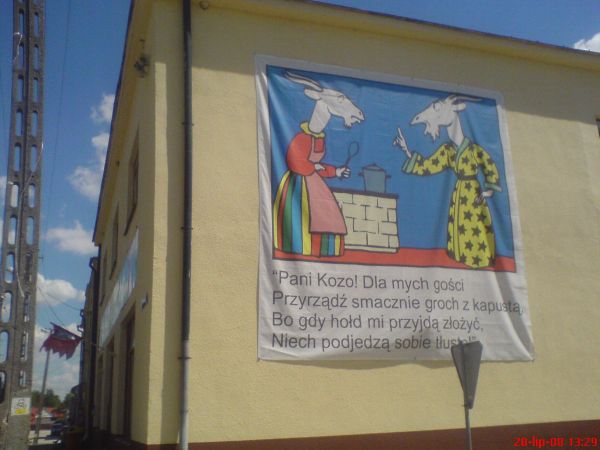 “Pani Kozo! Dla mych gości
Przyrządź smacznie groch z kapustą,
Bo gdy hołd mi przyjdą złożyć,
Niech podjedzą sobie tłusto!”
20-lip-08 13:29